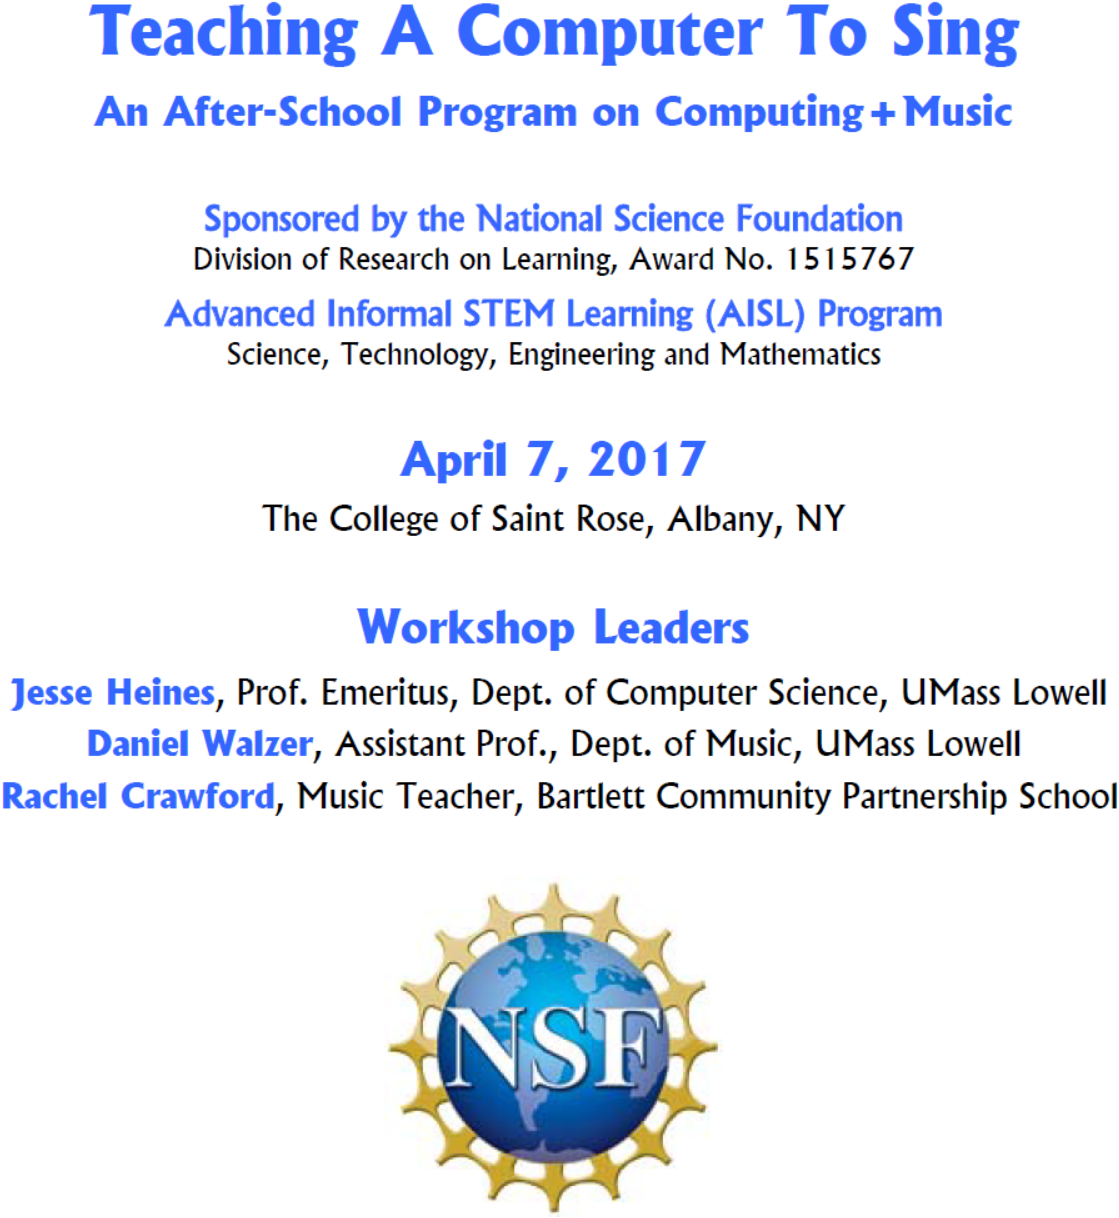 Teaching A Computer To Sing
An After-School Program on Computing+Music
Sponsored by the National Science Foundation
Division of Research on Learning, Award No. 1515767
Advanced Informal STEM Learning (AISL) Program
Science, Technology, Engineering and Mathematics
April 7, 2017
The College of Saint Rose, Albany, NY
Workshop Leaders
Jesse Heines, Prof. Emeritus, Dept. of Computer Science, UMass Lowell
Daniel Walzer, Assistant Prof., Dept. of Music, UMass Lowell
Rachel Crawford, Music Teacher, Bartlett Community Partnership School
NSF